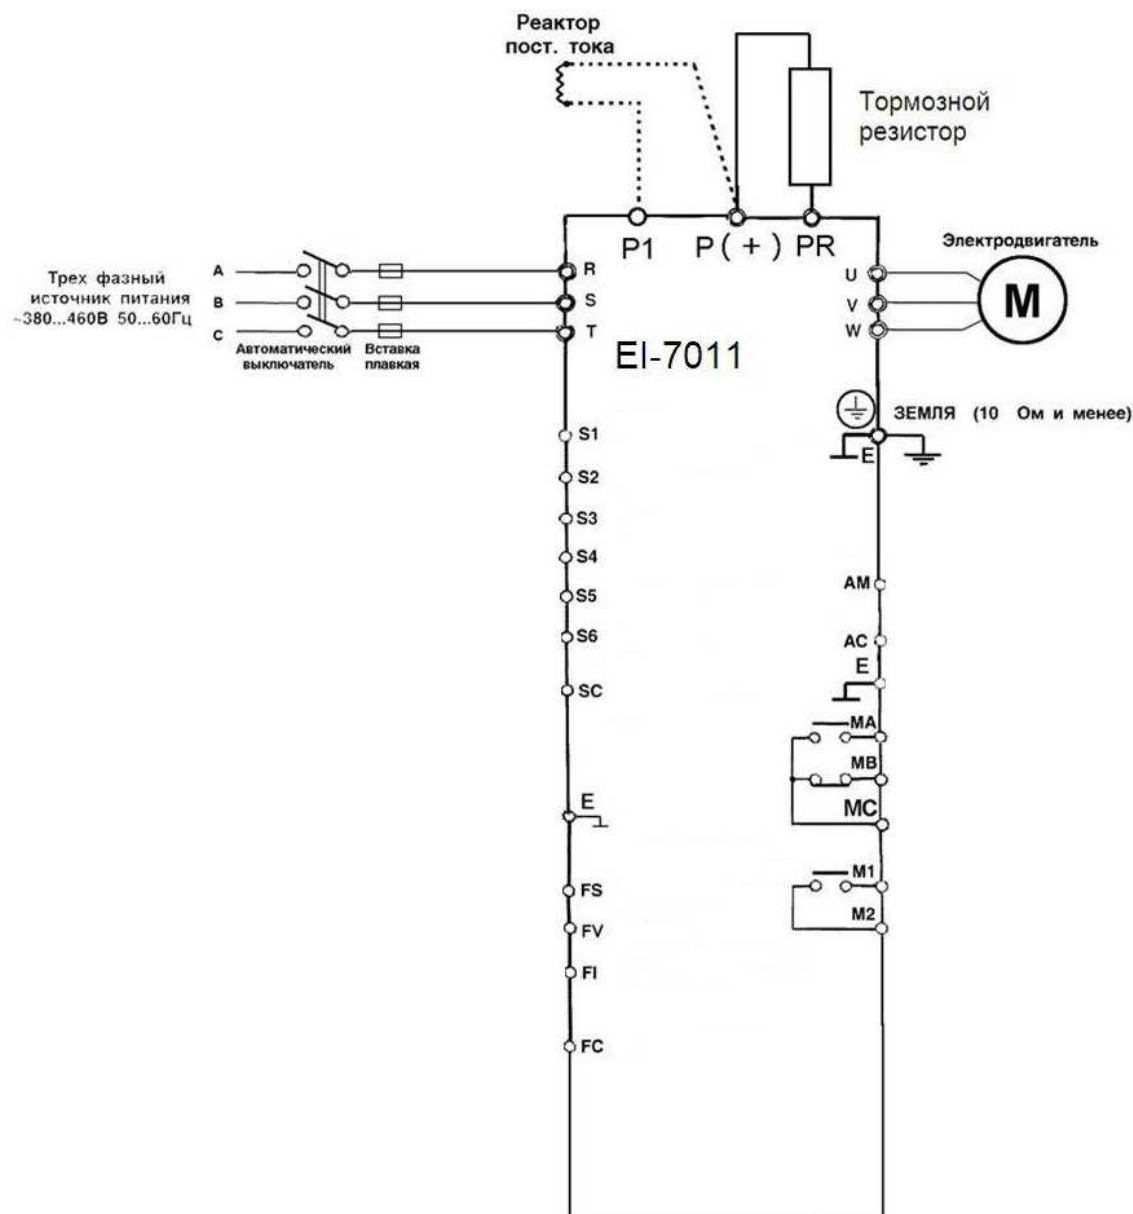 Реактор
пост. тока
Тормозной
резистор
P1
P(+)
PR
Электродвигатель
Трех фазный
источник питания
~380...460В 50...60Гц
A
B
C
Автоматический
выключатель
Вставка
плавкая
R
S
T
EI-7011
U
V
W
M
ЗЕМЛЯ (10 Ом и менее)
E
S1
S2
S3
S4
S5
S6
SC
E
FS
FV
FI
FC
AM
AC
E
MA
MB
MC
M1
M2